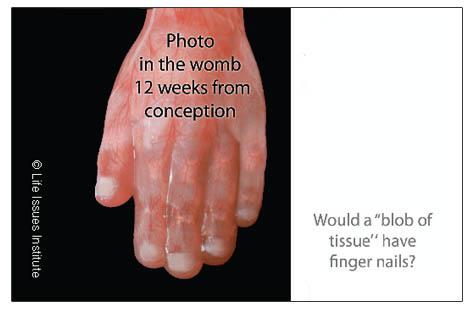 Photo
in the womb
12 weeks from
conception
© Life Issues Institute
Would a "blob of
tissue'' have
finger nails?